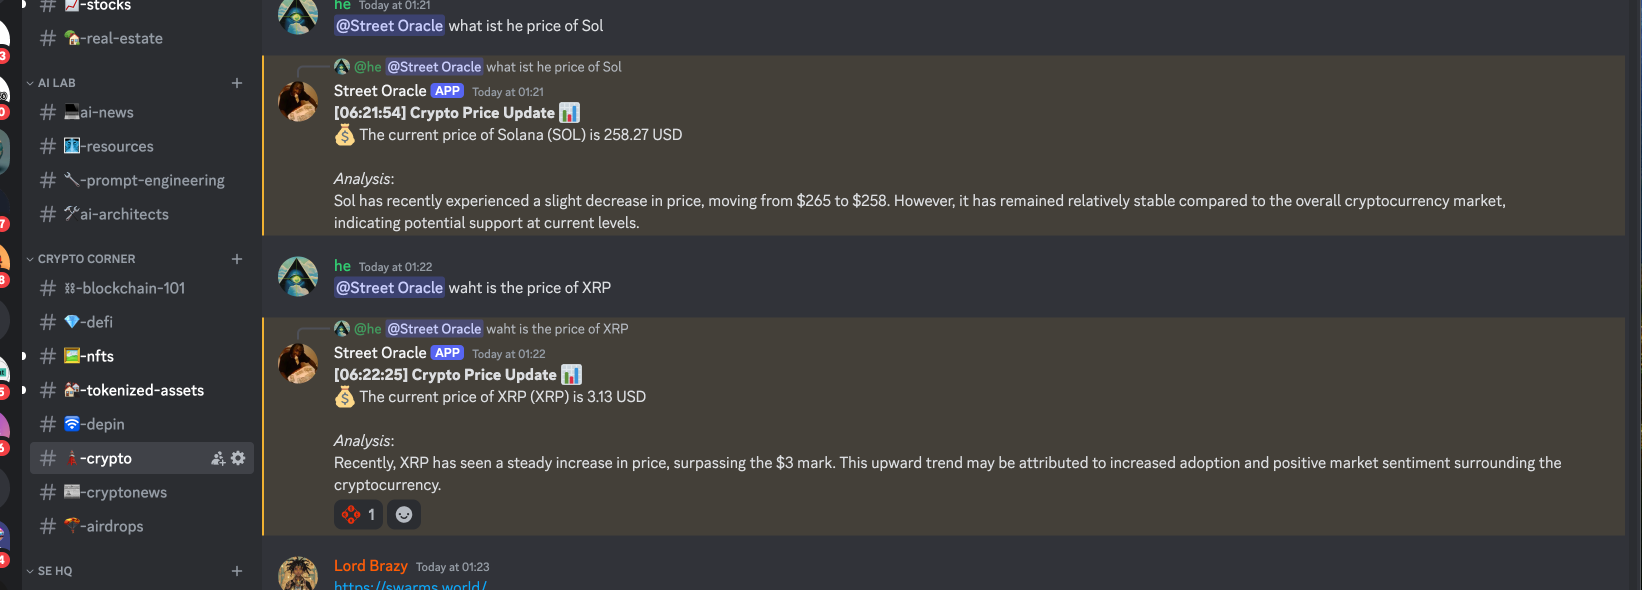 -stocks
-real-estate
AI LAB
ai-news
-resources
-prompt-engineering
ai-architects
CRYPTO CORNER
-blockchain-101
-defi
-nfts
-tokenized-assets
-depin
-crypto
-cryptonews
-airdrops
SE HQ
he Today at 01:21
@Street Oracle what ist he price of Sol
@he @Street Oracle what ist he price of Sol
Street Oracle APP Today at 01:21
[06:21:54] Crypto Price Update
The current price of Solana (SOL) is 258.27 USD
Analysis:
Sol has recently experienced a slight decrease in price, moving from $265 to $258. However, it has remained relatively stable compared to the overall cryptocurrency market,
indicating potential support at current levels.
he Today at 01:22
@Street Oracle waht is the price of XRP
@he @Street Oracle waht is the price of XRP
Street Oracle APP Today at 01:22
[06:22:25] Crypto Price Update
The current price of XRP (XRP) is 3.13 USD
Analysis:
Recently, XRP has seen a steady increase in price, surpassing the $3 mark. This upward trend may be attributed to increased adoption and positive market sentiment surrounding the
cryptocurrency.
1
Lord Brazy Today at 01:23
https://swarms.world/